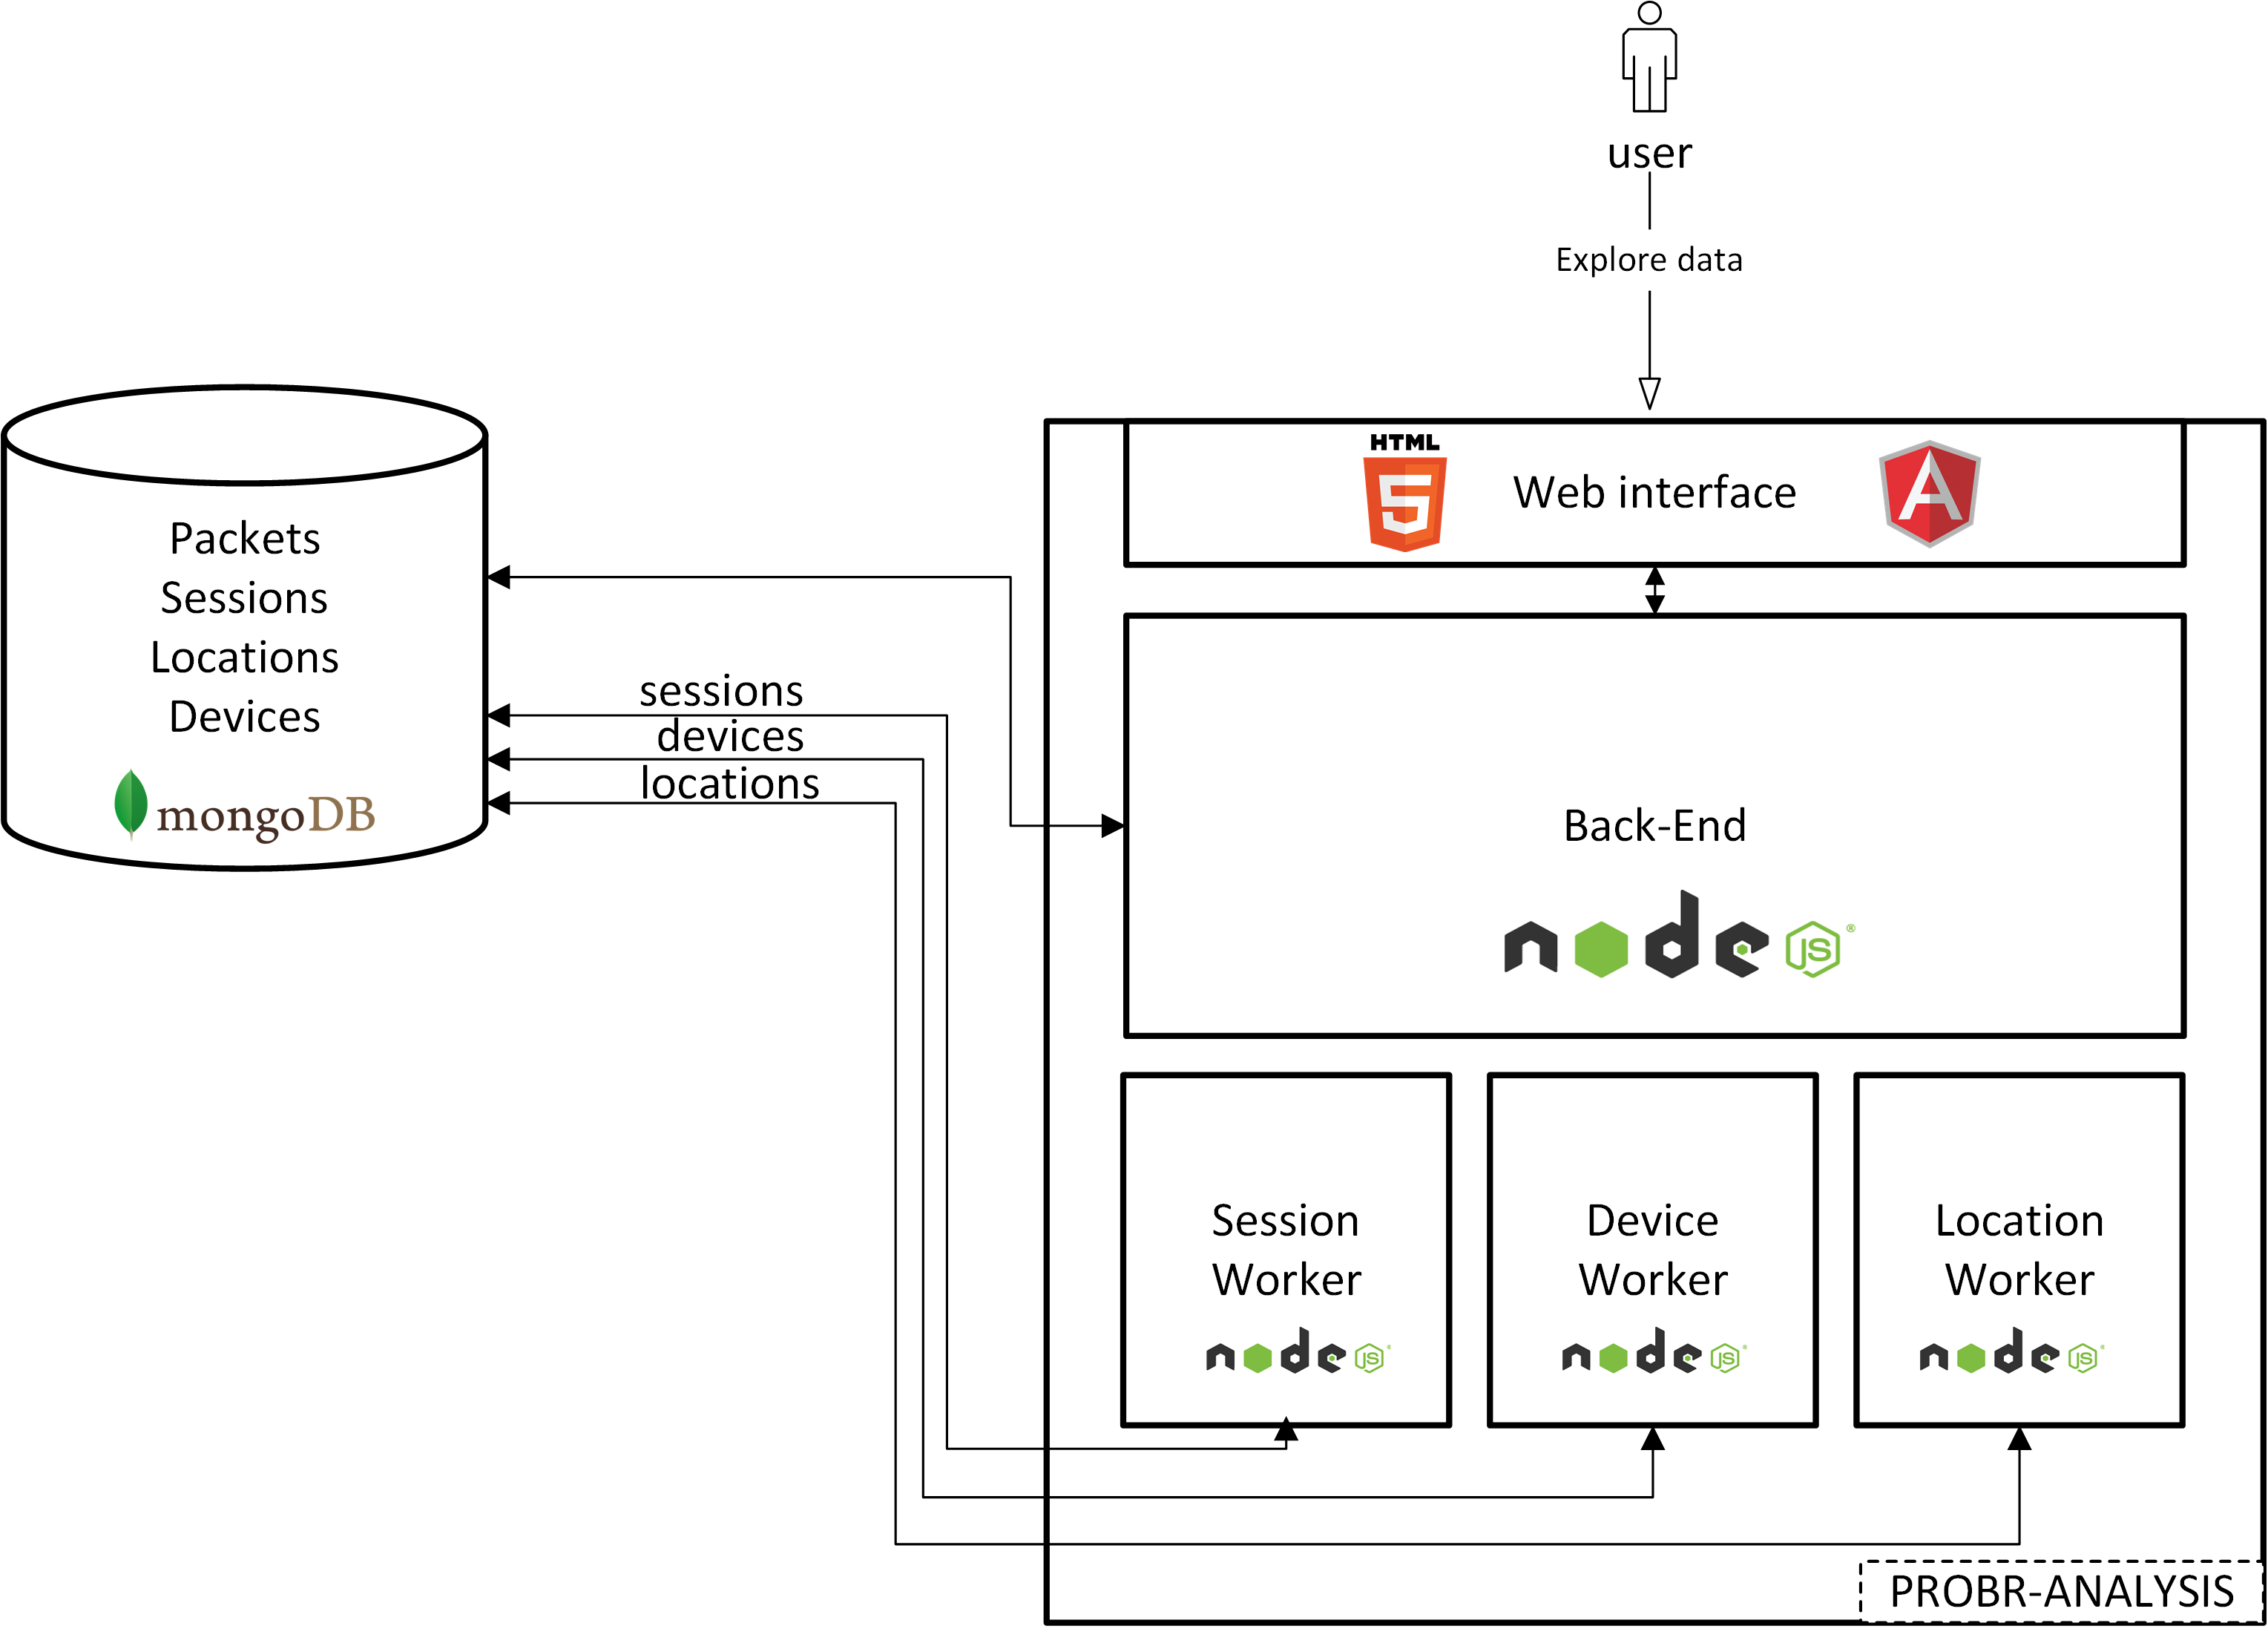 user
Explore data
HTML
5
Web interface
A
Packets
Sessions
Locations
Devices
mongoDB
sessions
devices
locations
Back-End
node JS ®
Session
Worker
node JS ®
Device
Worker
node JS ®
Location
Worker
node JS ®
PROBR-ANALYSIS